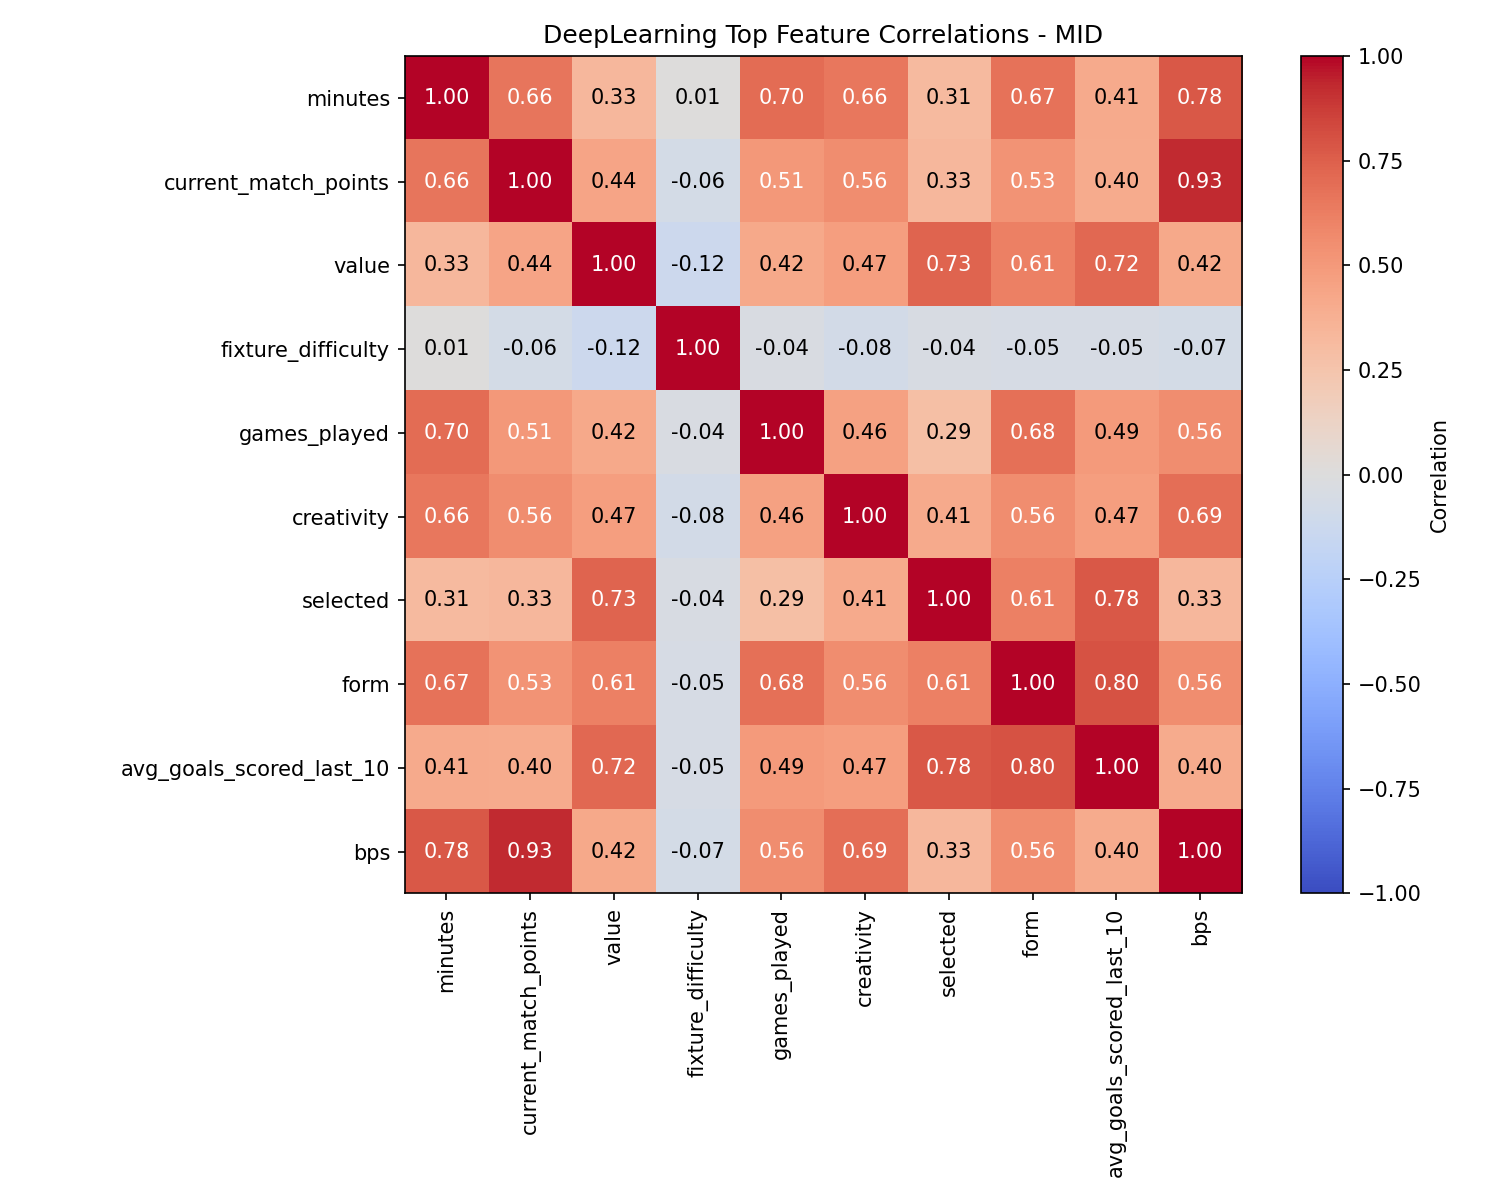 DeepLearning Top Feature Correlations - MID
minutes 1.00 0.66 0.33 0.01 0.70 0.66 0.31 0.67 0.41 0.78
current_match_points 0.66 1.00 0.44 -0.06 0.51 0.56 0.33 0.53 0.40 0.93
value 0.33 0.44 1.00 -0.12 0.42 0.47 0.73 0.61 0.72 0.42
fixture_difficulty 0.01 -0.06 -0.12 1.00 -0.04 -0.08 -0.04 -0.05 -0.05 -0.07
games_played 0.70 0.51 0.42 -0.04 1.00 0.46 0.29 0.68 0.49 0.56
creativity 0.66 0.56 0.47 -0.08 0.46 1.00 0.41 0.56 0.47 0.69
selected 0.31 0.33 0.73 -0.04 0.29 0.41 1.00 0.61 0.78 0.33
form 0.67 0.53 0.61 -0.05 0.68 0.56 0.61 1.00 0.80 0.56
avg_goals_scored_last_10 0.41 0.40 0.72 -0.05 0.49 0.47 0.78 0.80 1.00 0.40
bps 0.78 0.93 0.42 -0.07 0.56 0.69 0.33 0.56 0.40 1.00
minutes
current_match_points
value
fixture_difficulty
games_played
creativity
selected
form
avg_goals_scored_last_10
bps
1.00
0.75
0.50
0.25
0.00
−0.25
−0.50
−0.75
−1.00
Correlation